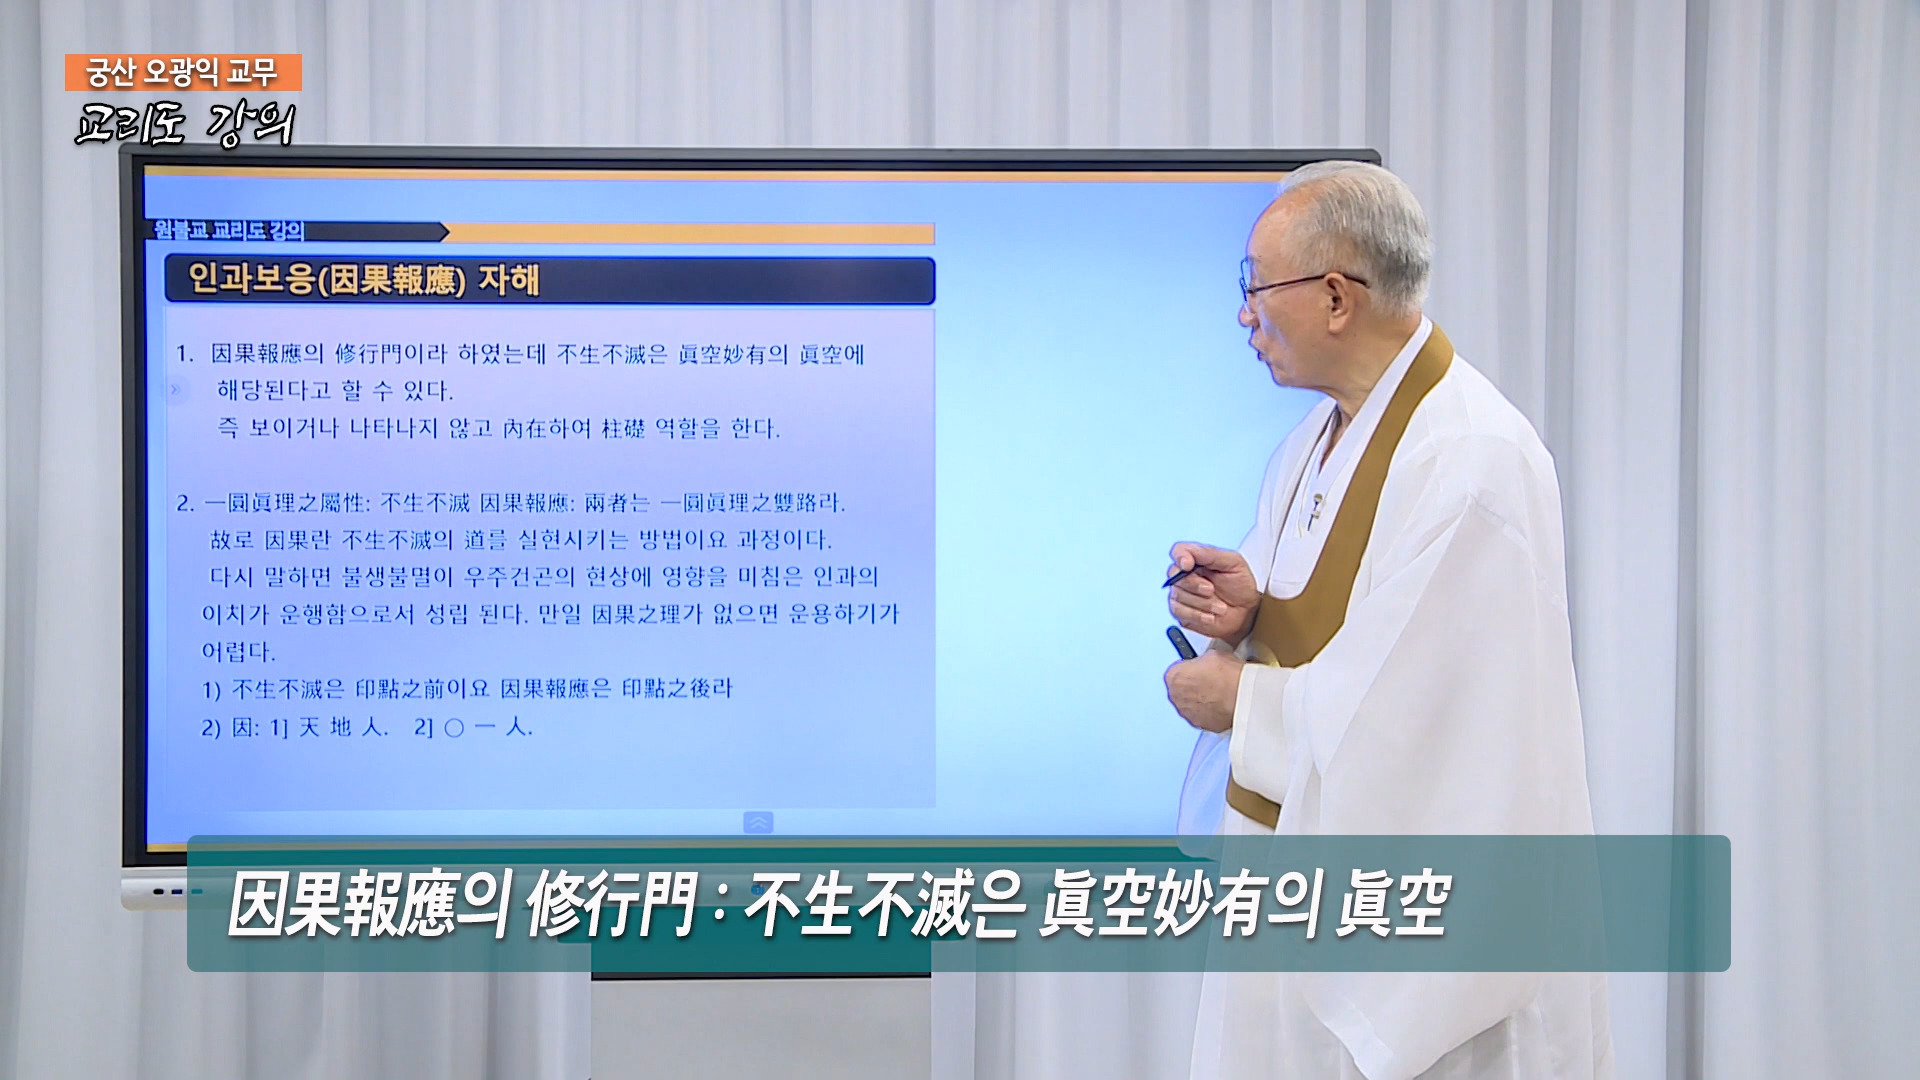 궁산 오광익 교무
교리도 강의
원불교 교리도 강의
인과보응(因果報應) 자해
1. 因果報應의 修行門이라 하였는데 不生不滅은 眞空妙有의 眞空에
해당된다고 할 수 있다.
즉 보이거나 나타나지 않고 內在하여 柱礎 역할을 한다.
2. 一圓眞理之屬性: 不生不滅 因果報應: 兩者는 一圓眞理之雙路라.
故로 因果란 不生不滅의 道를 실현시키는 방법이요 과정이다.
다시 말하면 불생불멸이 우주건곤의 현상에 영향을 미침은 인과의
이치가 운행함으로서 성립 된다. 만일 因果之理가 없으면 운용하기가
어렵다.
1) 不生不滅은 印點之前이요 因果報應은 印點之後라
2) 因: 1] 天 地 人. 2] ○ 一 人.
因果報應의 修行門 : 不生不滅은 眞空妙有의 眞空